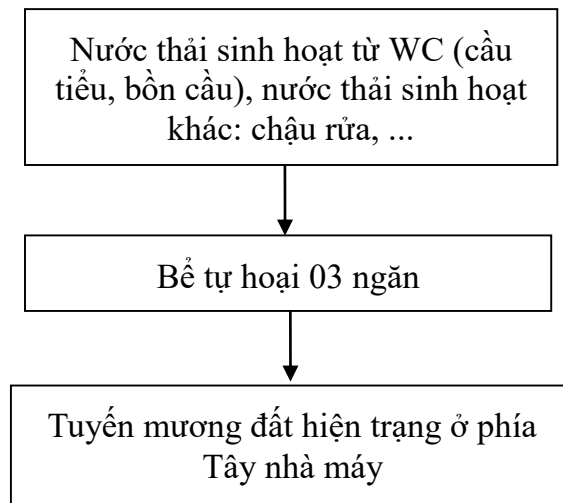 Nước thải sinh hoạt từ WC (cầu
tiểu, bồn cầu), nước thải sinh hoạt
khác: chậu rửa, ...
Bể tự hoại 03 ngăn
Tuyến mương đất hiện trạng ở phía
Tây nhà máy